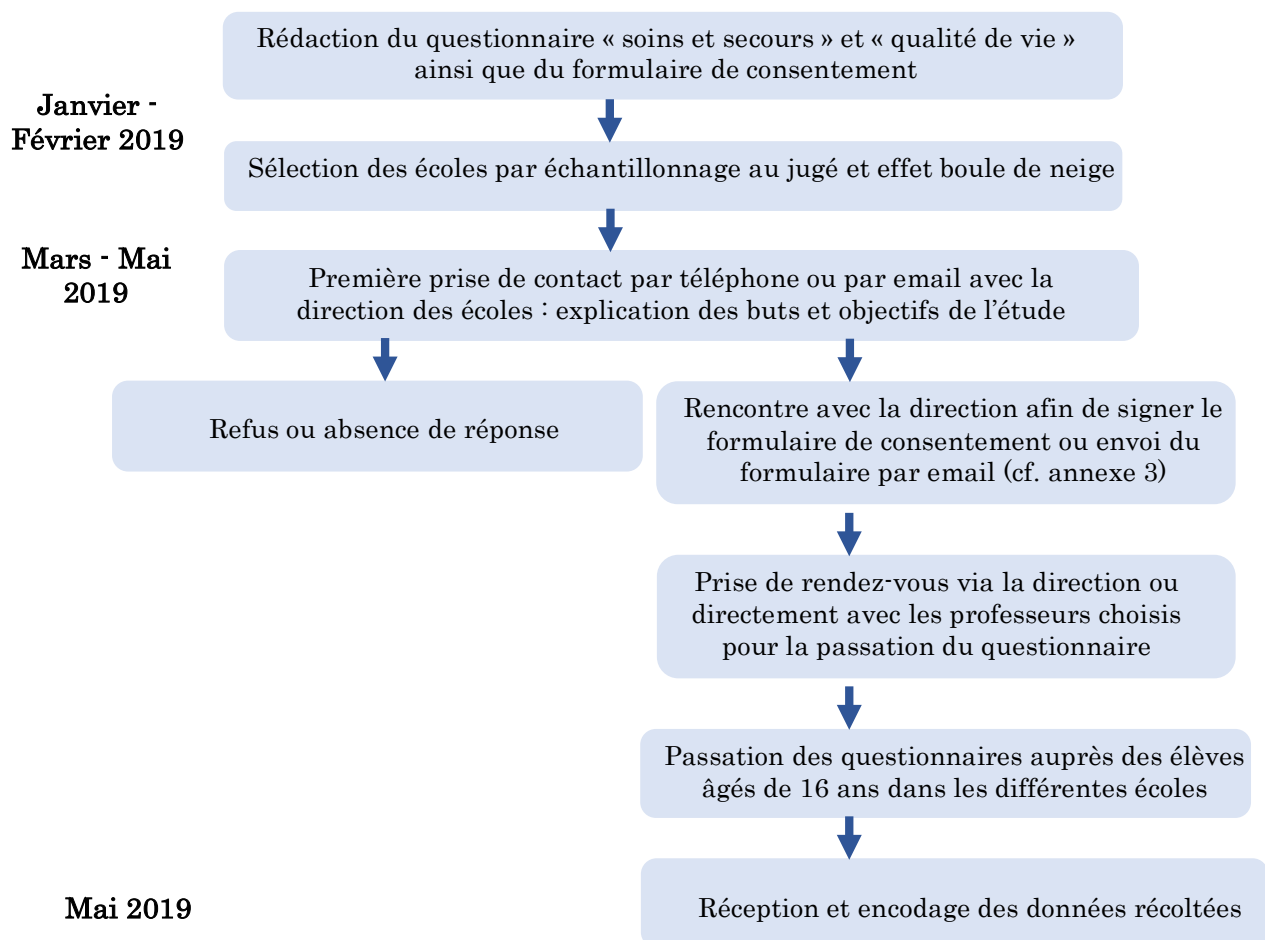 Rédaction du questionnaire « soins et secours » et « qualité de vie »
ainsi que du formulaire de consentement
Janvier -
Février 2019
Sélection des écoles par échantillonnage au jugé et effet boule de neige
Mars - Mai
2019
Première prise de contact par téléphone ou par email avec la
direction des écoles : explication des buts et objectifs de l’étude
Refus ou absence de réponse
Rencontre avec la direction afin de signer le
formulaire de consentement ou envoi du
formulaire par email (cf. annexe 3)
Prise de rendez-vous via la direction ou
directement avec les professeurs choisis
pour la passation du questionnaire
Passation des questionnaires auprès des élèves
âgés de 16 ans dans les différentes écoles
Mai 2019
Réception et encodage des données récoltées